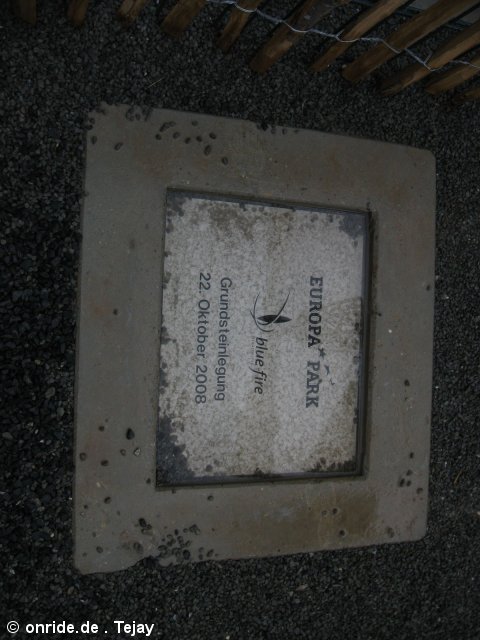 EUROPA PARK
blue fire
Grundsteinlegung
22. Oktober 2008
© onride.de . Tejay